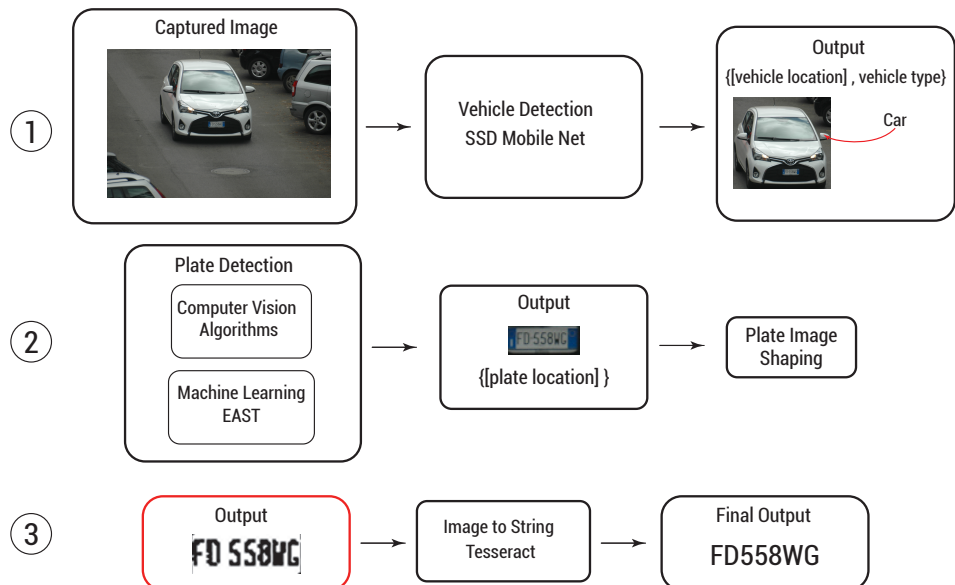 1
Captured Image
Vehicle Detection
SSD Mobile Net
Output
{[vehicle location] , vehicle type}
Car
2
Plate Detection
Computer Vision
Algorithms
Machine Learning
EAST
Output
FD·558WG
{[plate location] }
Plate Image
Shaping
3
Output
FD 558WG
Image to String
Tesseract
Final Output
FD558WG